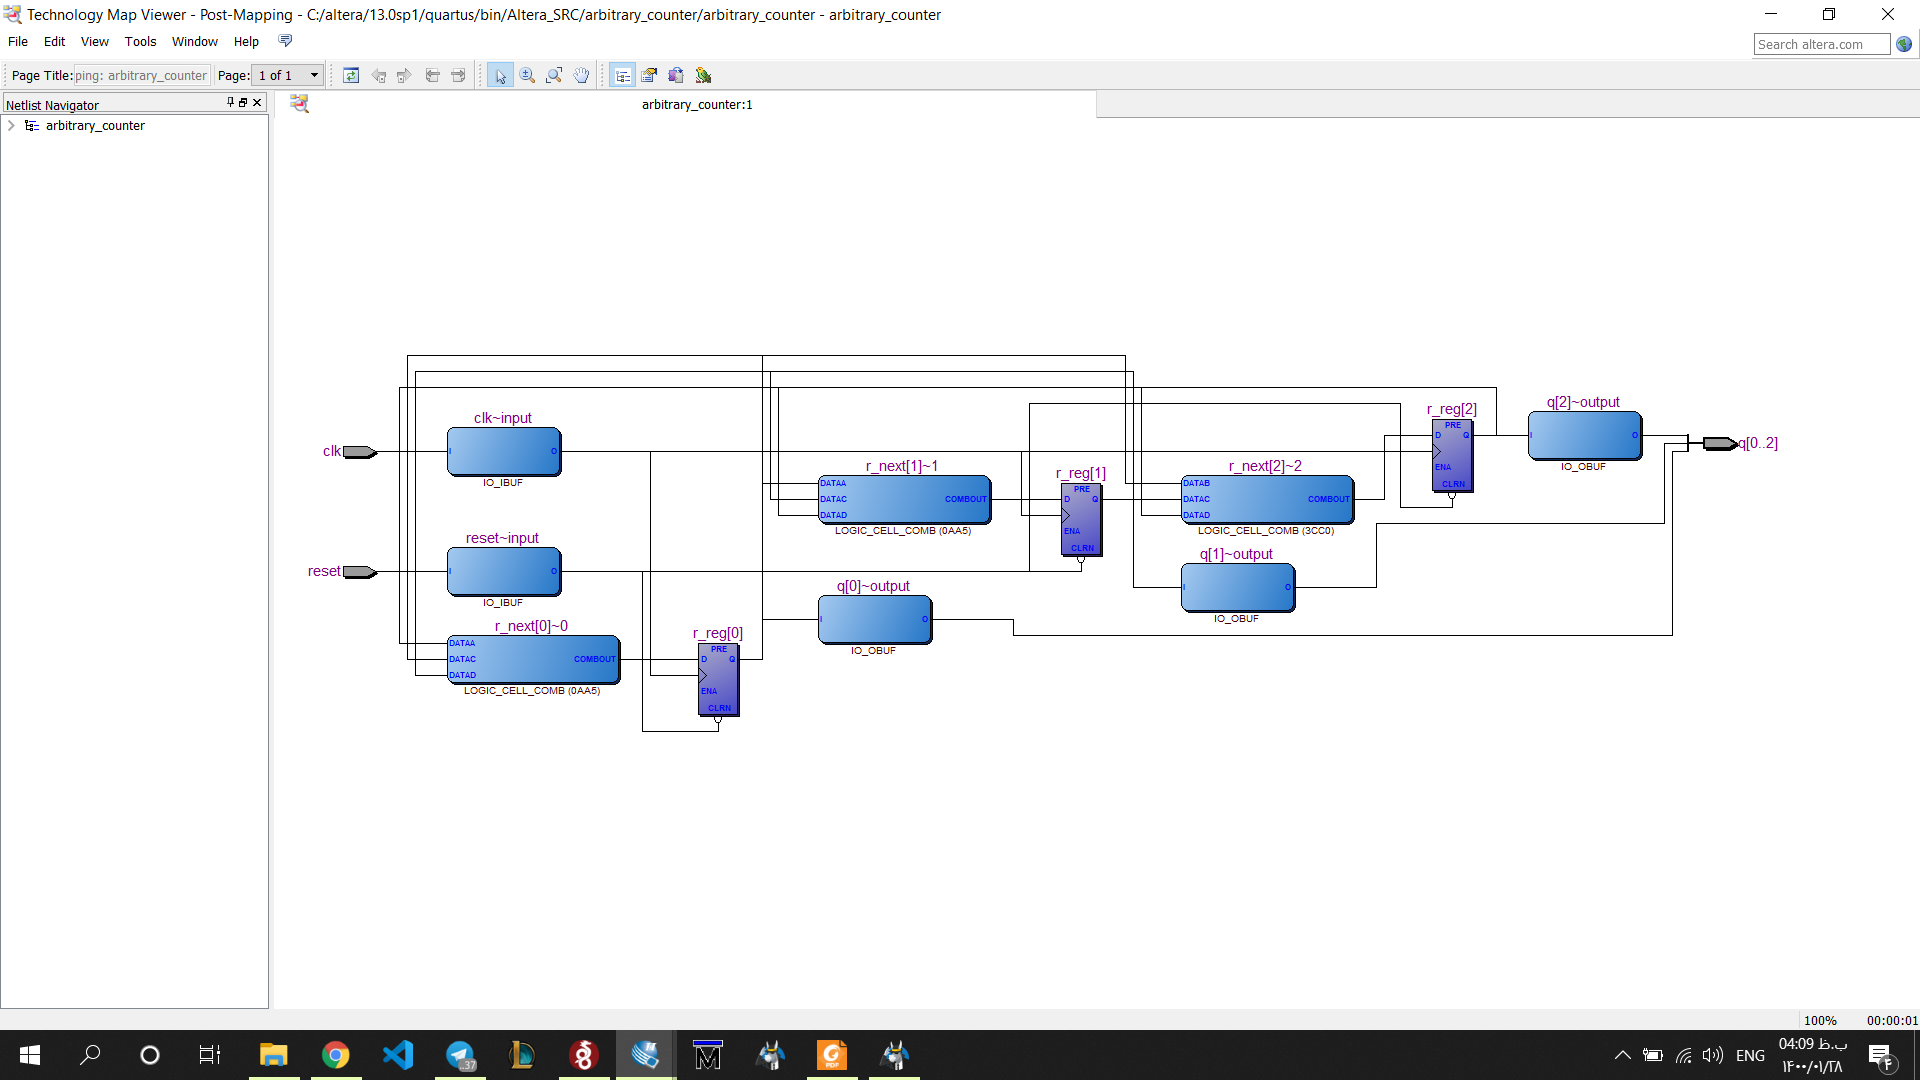 Technology Map Viewer - Post-Mapping - C:/altera/13.0sp1/quartus/bin/Altera_SRC/arbitrary_counter/arbitrary_counter - arbitrary_counter
File Edit View Tools Window Help
Search altera.com
Page Title: ping: arbitrary_counter Page: 1 of 1
Netlist Navigator
arbitrary_counter:1
arbitrary_counter
clk~input
clk
I O
IO_IBUF
reset~input
reset
I O
IO_IBUF
r_next[0]~0
DATAA
DATAC COMBOUT
DATAD
LOGIC_CELL_COMB (0AA5)
r_reg[0]
PRE
D Q
ENA
CLRN
r_next[1]~1
DATAA
DATAC COMBOUT
DATAD
LOGIC_CELL_COMB (0AA5)
q[0]~output
I O
IO_OBUF
r_reg[1]
PRE
D Q
ENA
CLRN
r_next[2]~2
DATAB
DATAC COMBOUT
DATAD
LOGIC_CELL_COMB (3CC0)
q[1]~output
I O
IO_OBUF
r_reg[2]
PRE
D Q
ENA
CLRN
q[2]~output
I O
IO_OBUF
q[0..2]
100% 00:00:01
37
M
PDF
ENG
04:09 ب.ظ
۱۴۰۰/۰۱/۲۸
۴